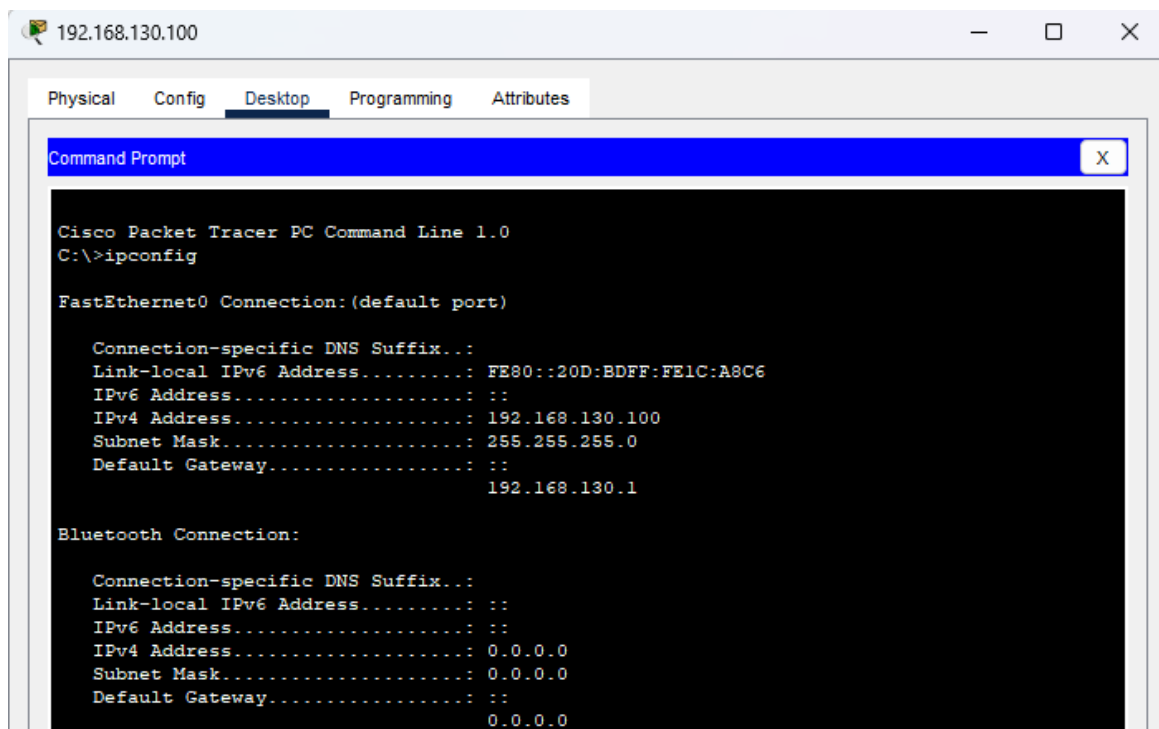 192.168.130.100
Physical Config Desktop Programming Attributes
Command Prompt
X
Cisco Packet Tracer PC Command Line 1.0
C:\>ipconfig
FastEthernet0 Connection:(default port)
Connection-specific DNS Suffix..:
Link-local IPv6 Address.........: FE80::20D:BDFF:FE1C:A8C6
IPv6 Address....................: ::
IPv4 Address....................: 192.168.130.100
Subnet Mask.....................: 255.255.255.0
Default Gateway.................: ::
192.168.130.1
Bluetooth Connection:
Connection-specific DNS Suffix..:
Link-local IPv6 Address.........: ::
IPv6 Address....................: ::
IPv4 Address....................: 0.0.0.0
Subnet Mask.....................: 0.0.0.0
Default Gateway.................: ::
0.0.0.0